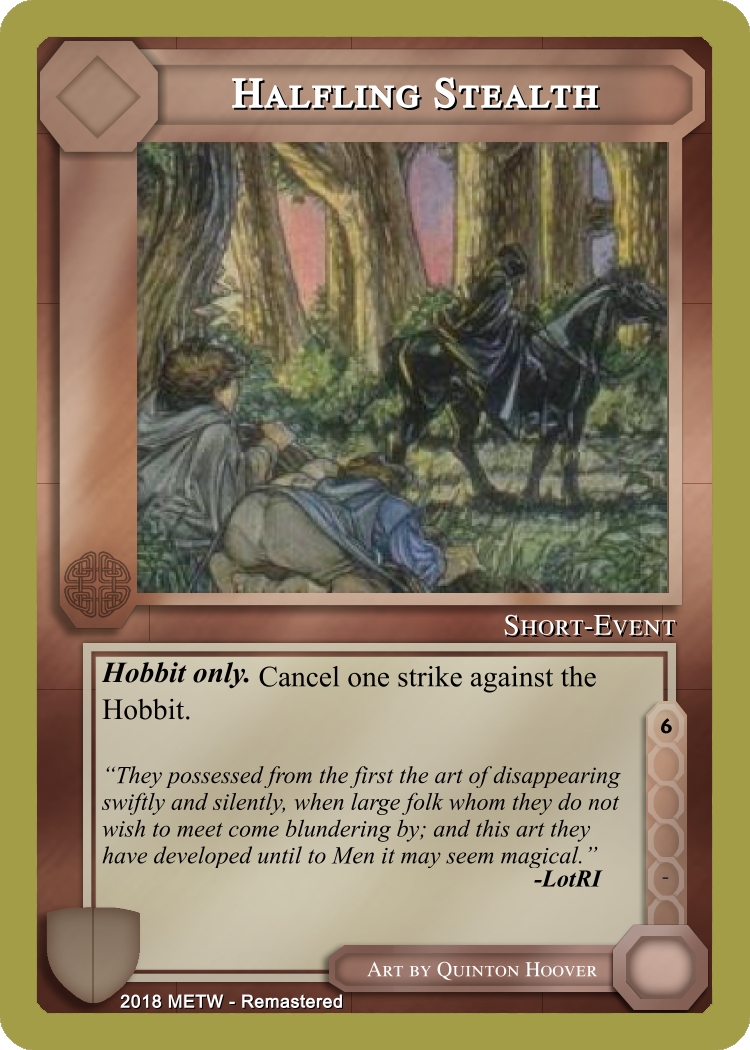 Halfling Stealth
Short-Event
Hobbit only. Cancel one strike against the
Hobbit.
6
“They possessed from the first the art of disappearing
swiftly and silently, when large folk whom they do not
wish to meet come blundering by; and this art they
have developed until to Men it may seem magical.”
-LotRI
-
Art by Quinton Hoover
2018 METW - Remastered